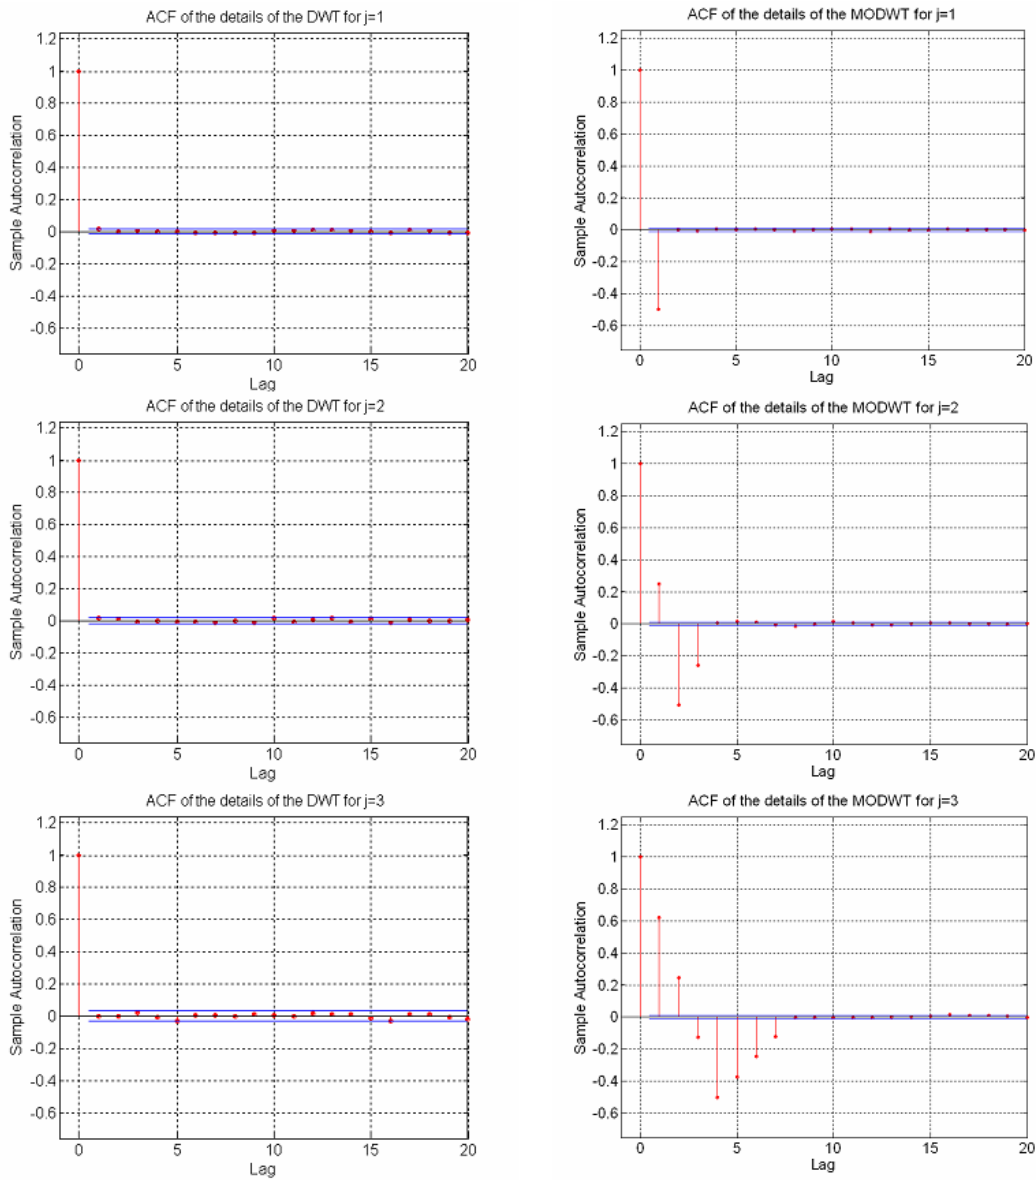 ACF of the details of the DWT for j=1
1.2
1
0.8
0.6
0.4
0.2
0
-0.2
-0.4
-0.6
Sample Autocorrelation
0 5 10 15 20
Lag
ACF of the details of the MODWT for j=1
1.2
1
0.8
0.6
0.4
0.2
0
-0.2
-0.4
-0.6
Sample Autocorrelation
0 5 10 15 20
Lag
ACF of the details of the DWT for j=2
1.2
1
0.8
0.6
0.4
0.2
0
-0.2
-0.4
-0.6
Sample Autocorrelation
0 5 10 15 20
Lag
ACF of the details of the MODWT for j=2
1.2
1
0.8
0.6
0.4
0.2
0
-0.2
-0.4
-0.6
Sample Autocorrelation
0 5 10 15 20
Lag
ACF of the details of the DWT for j=3
1.2
1
0.8
0.6
0.4
0.2
0
-0.2
-0.4
-0.6
Sample Autocorrelation
0 5 10 15 20
Lag
ACF of the details of the MODWT for j=3
1.2
1
0.8
0.6
0.4
0.2
0
-0.2
-0.4
-0.6
Sample Autocorrelation
0 5 10 15 20
Lag